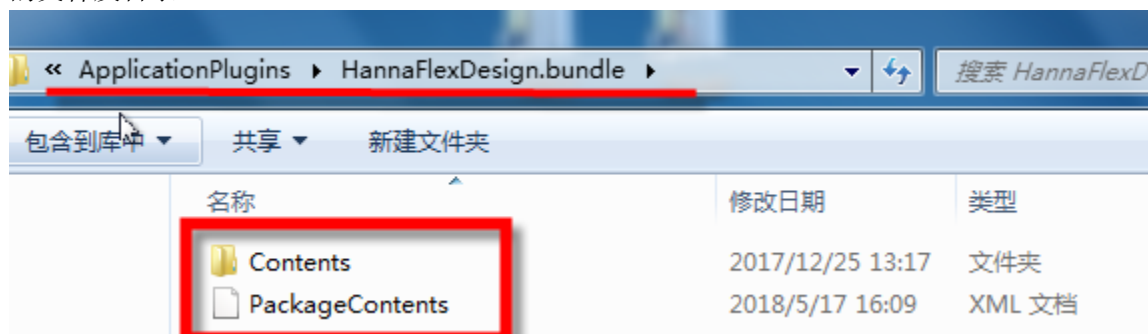 « ApplicationPlugins ▸ HannaFlexDesign.bundle ▸ 搜索 HannaFlexD
包含到库中 共享 新建文件夹
名称 修改日期 类型
Contents 2017/12/25 13:17 文件夹
PackageContents 2018/5/17 16:09 XML 文档